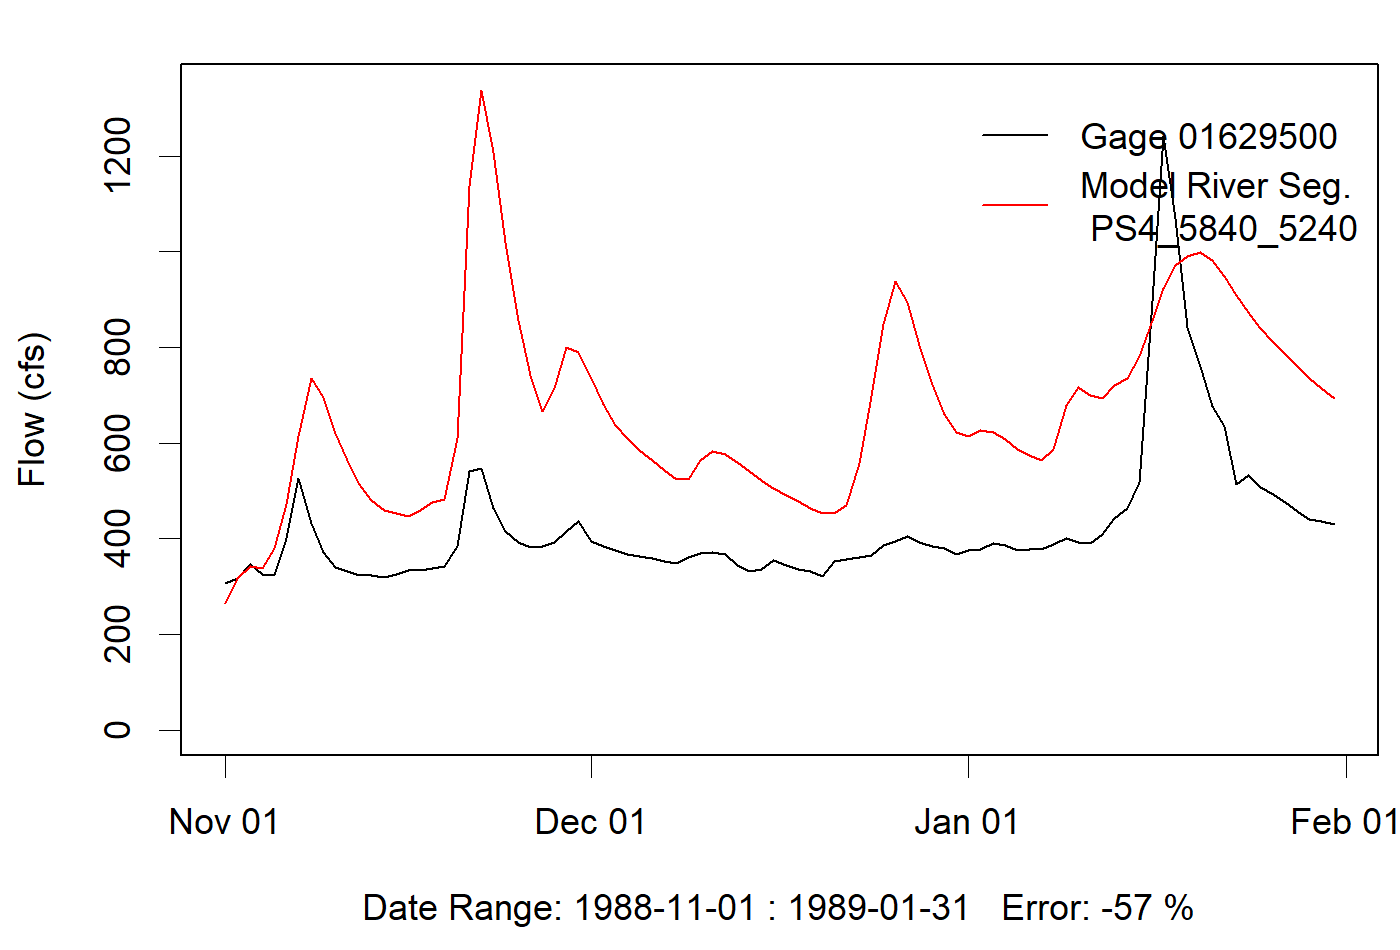 Gage 01629500
Model River Seg.
PS4_5840_5240
Flow (cfs)
1200
800
600
400
200
0
Nov 01
Dec 01
Jan 01
Feb 01
Date Range: 1988-11-01 : 1989-01-31 Error: -57 %